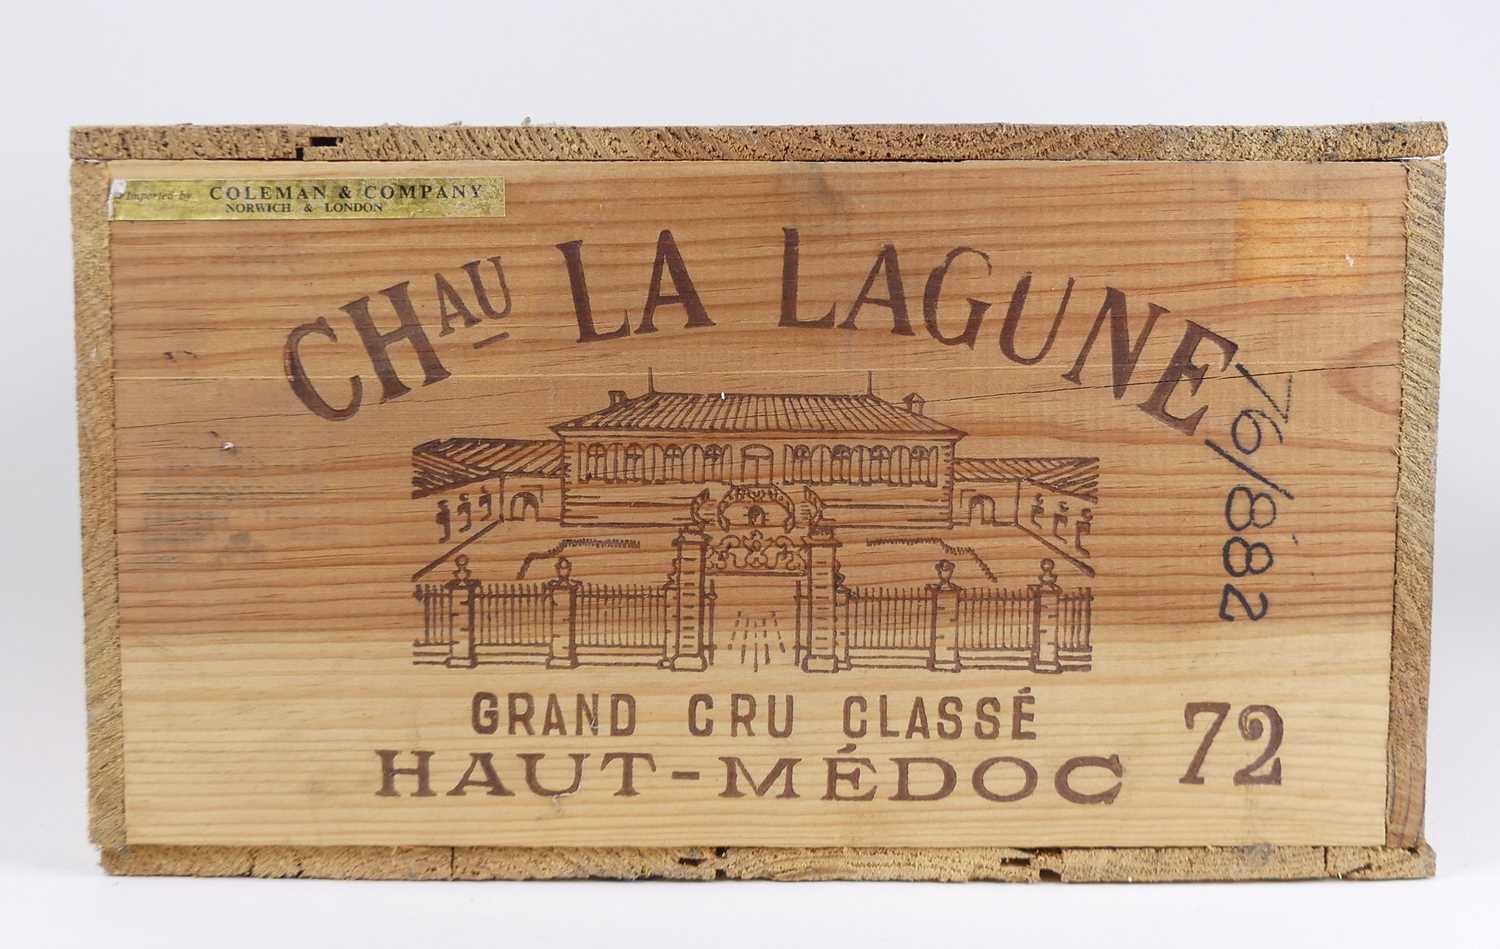 Imported by COLEMAN & COMPANY
NORWICH & LONDON
CHAU LA LAGUNE
76/882
GRAND CRU CLASSÉ
HAUT-MÉDOC
72